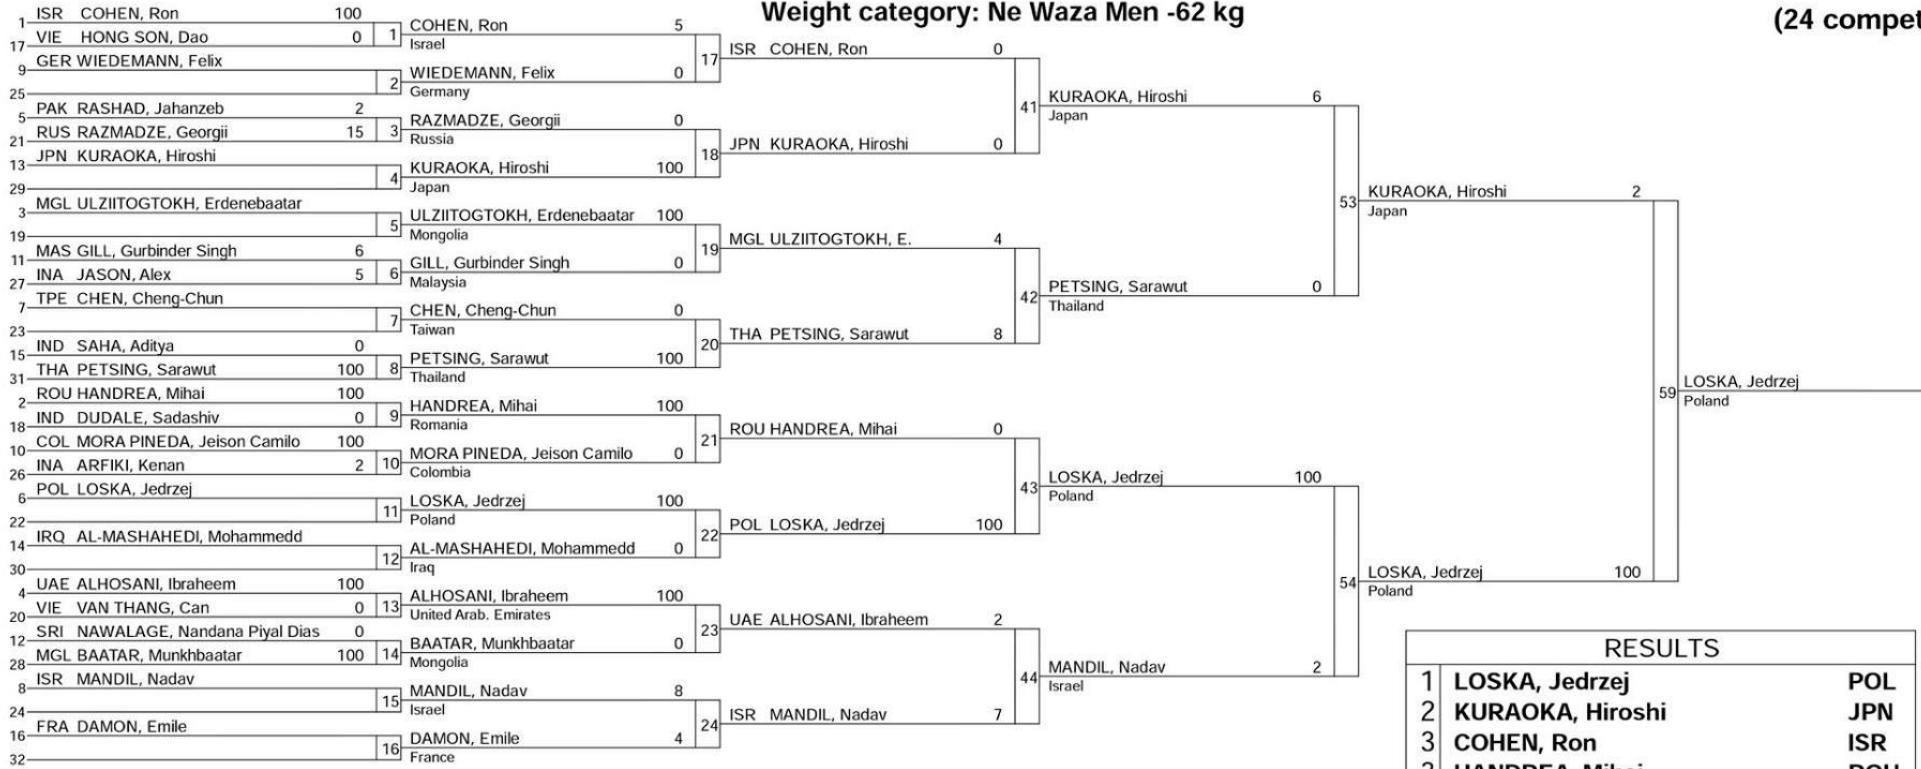 Weight category: Ne Waza Men -62 kg
(24 compet
1 ISR COHEN, Ron 100
17 VIE HONG SON, Dao 0
1
9 GER WIEDEMANN, Felix
25
2
5 PAK RASHAD, Jahanzeb 2
21 RUS RAZMADZE, Georgii 15
3
13 JPN KURAOKA, Hiroshi
29
4
3 MGL ULZIITOGTOKH, Erdenebaatar
19
5
11 MAS GILL, Gurbinder Singh 6
27 INA JASON, Alex 5
6
7 TPE CHEN, Cheng-Chun
23
7
15 IND SAHA, Aditya 0
31 THA PETSING, Sarawut 100
8
2 ROU HANDREA, Mihai 100
18 IND DUDALE, Sadashiv 0
9
10 COL MORA PINEDA, Jeison Camilo 100
26 INA ARFIKI, Kenan 2
10
6 POL LOSKA, Jedrzej
22
11
14 IRQ AL-MASHAHEDI, Mohammedd
30
12
4 UAE ALHOSANI, Ibraheem 100
20 VIE VAN THANG, Can 0
13
12 SRI NAWALAGE, Nandana Piyal Dias 0
28 MGL BAATAR, Munkhbaatar 100
14
8 ISR MANDIL, Nadav
24
15
16 FRA DAMON, Emile
32
16
COHEN, Ron 5
Israel
17
WIEDEMANN, Felix 0
Germany
RAZMADZE, Georgii 0
Russia
18
KURAOKA, Hiroshi 100
Japan
ULZIITOGTOKH, Erdenebaatar 100
Mongolia
19
GILL, Gurbinder Singh 0
Malaysia
CHEN, Cheng-Chun 0
Taiwan
20
PETSING, Sarawut 100
Thailand
HANDREA, Mihai 100
Romania
21
MORA PINEDA, Jeison Camilo 0
Colombia
LOSKA, Jedrzej 100
Poland
22
AL-MASHAHEDI, Mohammedd 0
Iraq
ALHOSANI, Ibraheem 100
United Arab. Emirates
23
BAATAR, Munkhbaatar 0
Mongolia
MANDIL, Nadav 8
Israel
24
DAMON, Emile 4
France
ISR COHEN, Ron 0
41
JPN KURAOKA, Hiroshi 0
MGL ULZIITOGTOKH, E. 4
42
THA PETSING, Sarawut 8
ROU HANDREA, Mihai 0
43
POL LOSKA, Jedrzej 100
UAE ALHOSANI, Ibraheem 2
44
ISR MANDIL, Nadav 7
KURAOKA, Hiroshi 6
Japan
53
PETSING, Sarawut 0
Thailand
LOSKA, Jedrzej 100
Poland
54
MANDIL, Nadav 2
Israel
KURAOKA, Hiroshi 2
Japan
59
LOSKA, Jedrzej 100
Poland
LOSKA, Jedrzej
Poland
RESULTS
1 LOSKA, Jedrzej POL
2 KURAOKA, Hiroshi JPN
3 COHEN, Ron ISR
3 HANDREA, Mihai ROU